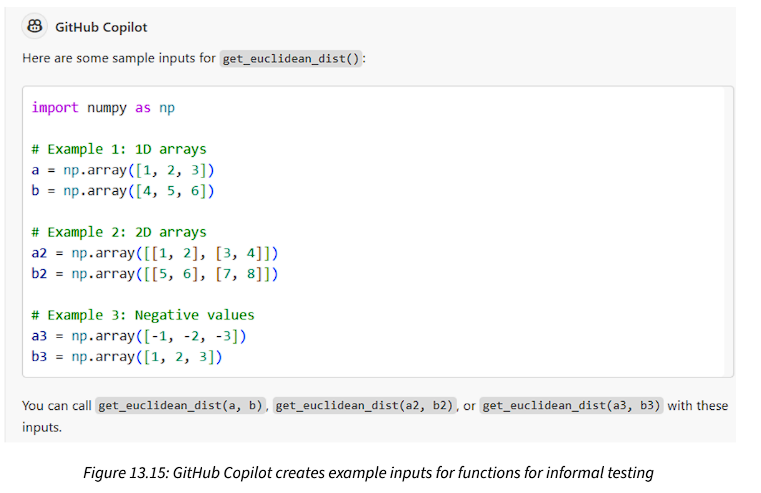 GitHub Copilot
Here are some sample inputs for get_euclidean_dist():
import numpy as np
# Example 1: 1D arrays
a = np.array([1, 2, 3])
b = np.array([4, 5, 6])
# Example 2: 2D arrays
a2 = np.array([[1, 2], [3, 4]])
b2 = np.array([[5, 6], [7, 8]])
# Example 3: Negative values
a3 = np.array([-1, -2, -3])
b3 = np.array([1, 2, 3])
You can call get_euclidean_dist(a, b), get_euclidean_dist(a2, b2), or get_euclidean_dist(a3, b3) with these
inputs.
Figure 13.15: GitHub Copilot creates example inputs for functions for informal testing